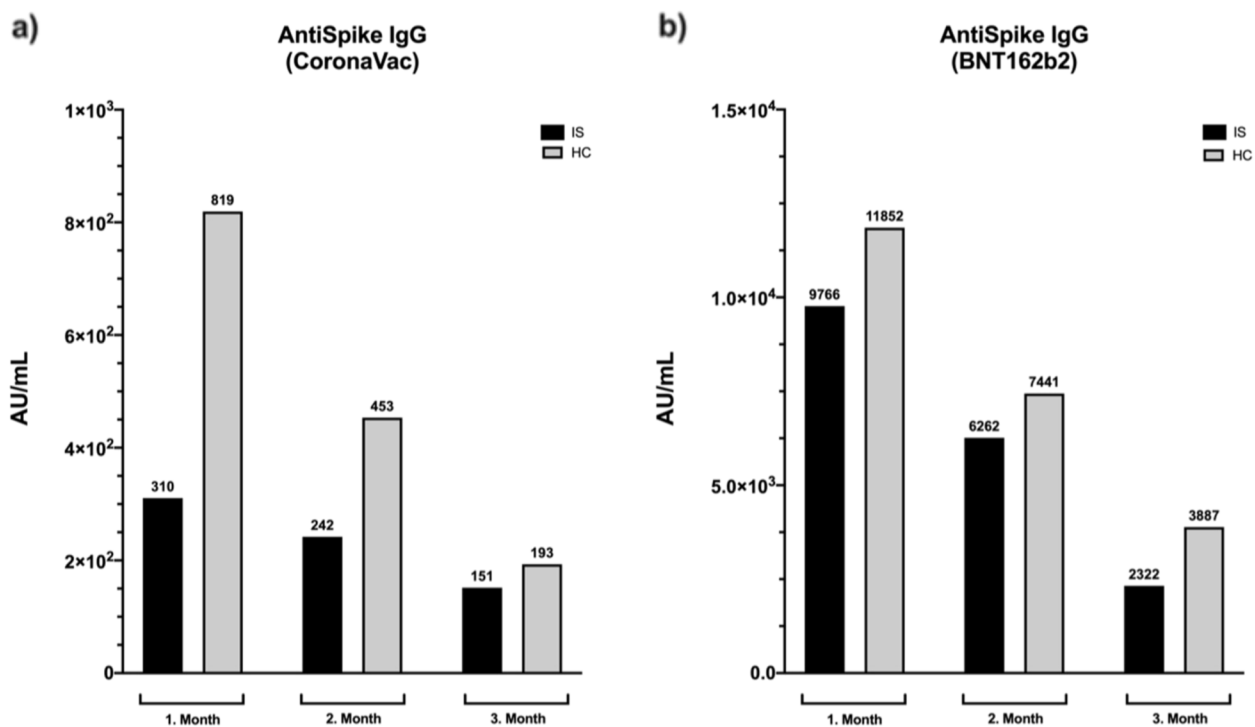 a)
AntiSpike IgG
(CoronaVac)
1×10³
8×10²
6×10²
4×10²
2×10²
0
AU/mL
IS
HC
310
819
242
453
151
193
1. Month
2. Month
3. Month
b)
AntiSpike IgG
(BNT162b2)
1.5×10⁴
1.0×10⁴
5.0×10³
0.0
AU/mL
IS
HC
9766
11852
6262
7441
2322
3887
1. Month
2. Month
3. Month